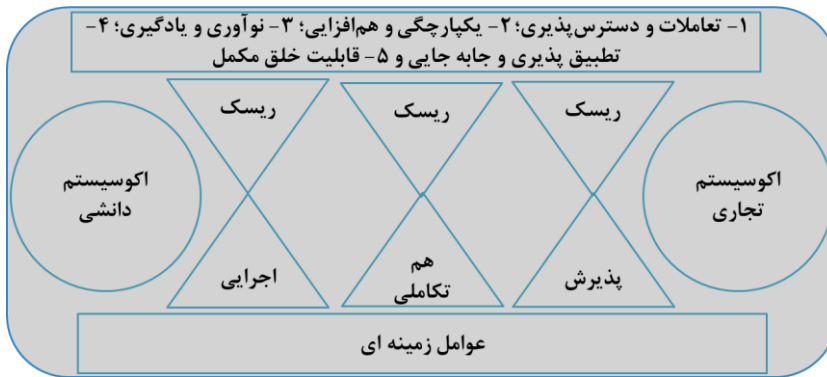 ۱- تعاملات و دسترس‌پذیری؛ ۲- یکپارچگی و هم‌افزایی؛ ۳- نوآوری و یادگیری؛ ۴-
تطبیق پذیری و جابه جایی و ۵- قابلیت خلق مکمل
ریسک
ریسک
ریسک
اکوسیستم
تجاری
اکوسیستم
دانشی
پذیرش
هم
تکاملی
اجرایی
عوامل زمینه ای